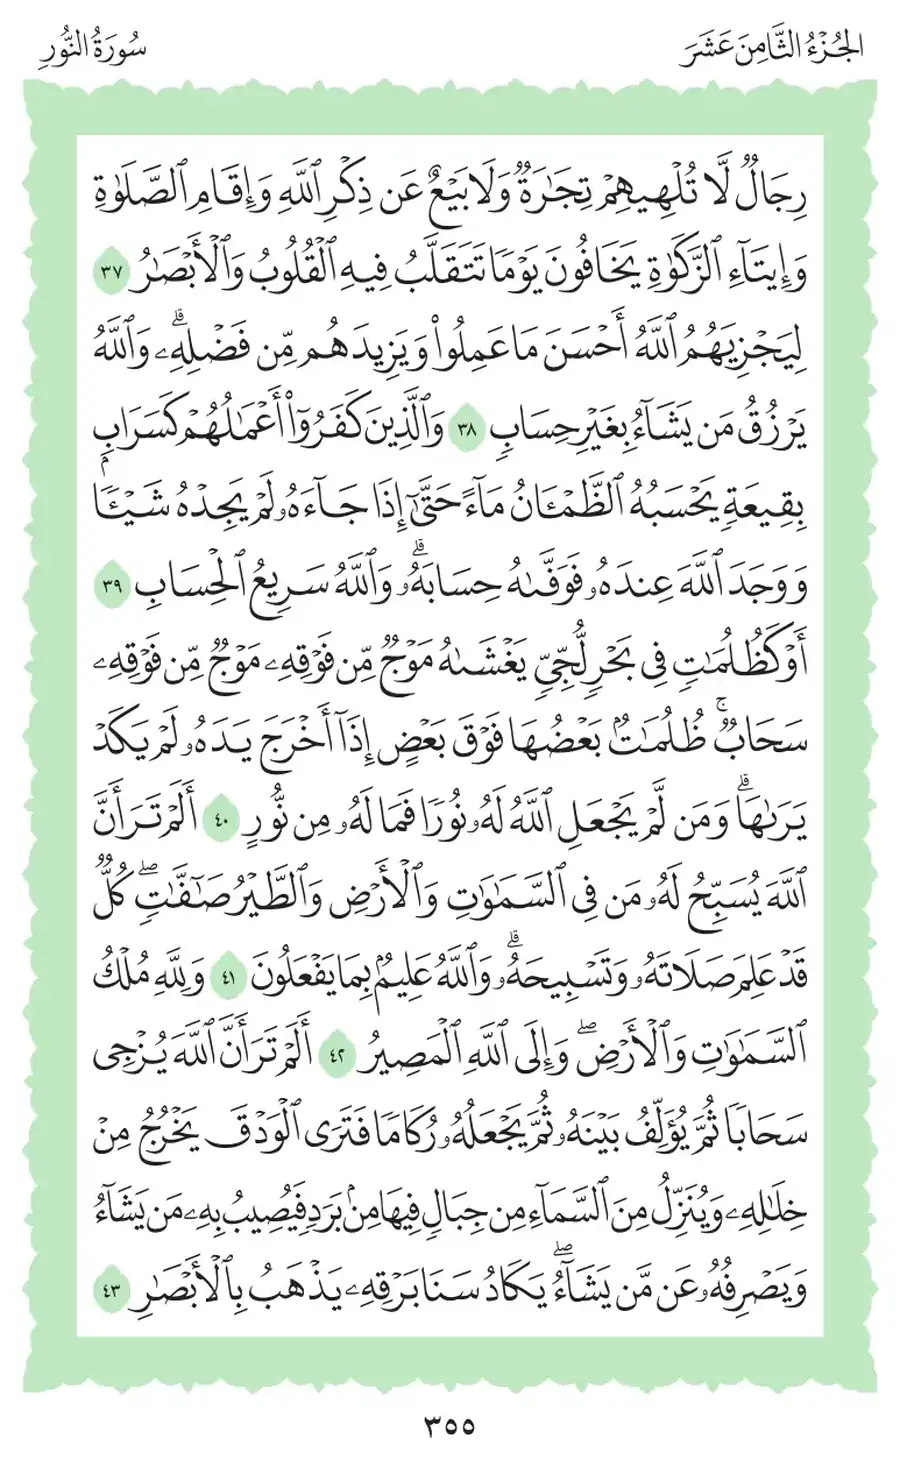 الجُزْءُ الثَّامِنَ عَشَرَ
سُورَةُ النُّورِ
رِجَالٌ لَّا تُلْهِيهِمْ تِجَٰرَةٌ وَلَا بَيْعٌ عَن ذِكْرِ ٱللَّهِ وَإِقَامِ ٱلصَّلَوٰةِ
وَإِيتَآءِ ٱلزَّكَوٰةِ يَخَافُونَ يَوْمًا تَتَقَلَّبُ فِيهِ ٱلْقُلُوبُ وَٱلْأَبْصَٰرُ ٣٧
لِيَجْزِيَهُمُ ٱللَّهُ أَحْسَنَ مَا عَمِلُوا۟ وَيَزِيدَهُم مِّن فَضْلِهِۦۗ وَٱللَّهُ
يَرْزُقُ مَن يَشَآءُ بِغَيْرِ حِسَابٍ ٣٨ وَٱلَّذِينَ كَفَرُوٓا۟ أَعْمَٰلُهُمْ كَسَرَابٍۭ
بِقِيعَةٍ يَحْسَبُهُ ٱلظَّمْـَٔانُ مَآءً حَتَّىٰٓ إِذَا جَآءَهُۥ لَمْ يَجِدْهُ شَيْـًٔا
وَوَجَدَ ٱللَّهَ عِندَهُۥ فَوَفَّىٰهُ حِسَابَهُۥۗ وَٱللَّهُ سَرِيعُ ٱلْحِسَابِ ٣٩
أَوْ كَظُلُمَٰتٍ فِى بَحْرٍ لُّجِّىٍّ يَغْشَىٰهُ مَوْجٌ مِّن فَوْقِهِۦ مَوْجٌ مِّن فَوْقِهِۦ
سَحَابٌۚ ظُلُمَٰتٌۢ بَعْضُهَا فَوْقَ بَعْضٍ إِذَآ أَخْرَجَ يَدَهُۥ لَمْ يَكَدْ
يَرَىٰهَاۗ وَمَن لَّمْ يَجْعَلِ ٱللَّهُ لَهُۥ نُورًا فَمَا لَهُۥ مِن نُّورٍ ٤٠ أَلَمْ تَرَ أَنَّ
ٱللَّهَ يُسَبِّحُ لَهُۥ مَن فِى ٱلسَّمَٰوَٰتِ وَٱلْأَرْضِ وَٱلطَّيْرُ صَٰٓفَّٰتٍۖ كُلٌّ
قَدْ عَلِمَ صَلَاتَهُۥ وَتَسْبِيحَهُۥۗ وَٱللَّهُ عَلِيمٌۢ بِمَا يَفْعَلُونَ ٤١ وَلِلَّهِ مُلْكُ
ٱلسَّمَٰوَٰتِ وَٱلْأَرْضِۖ وَإِلَى ٱللَّهِ ٱلْمَصِيرُ ٤٢ أَلَمْ تَرَ أَنَّ ٱللَّهَ يُزْجِى
سَحَابًا ثُمَّ يُؤَلِّفُ بَيْنَهُۥ ثُمَّ يَجْعَلُهُۥ رُكَامًا فَتَرَى ٱلْوَدْقَ يَخْرُجُ مِنْ
خِلَٰلِهِۦ وَيُنَزِّلُ مِنَ ٱلسَّمَآءِ مِن جِبَالٍ فِيهَا مِنۢ بَرَدٍ فَيُصِيبُ بِهِۦ مَن يَشَآءُ
وَيَصْرِفُهُۥ عَن مَّن يَشَآءُۖ يَكَادُ سَنَا بَرْقِهِۦ يَذْهَبُ بِٱلْأَبْصَٰرِ ٤٣
٣٥٥